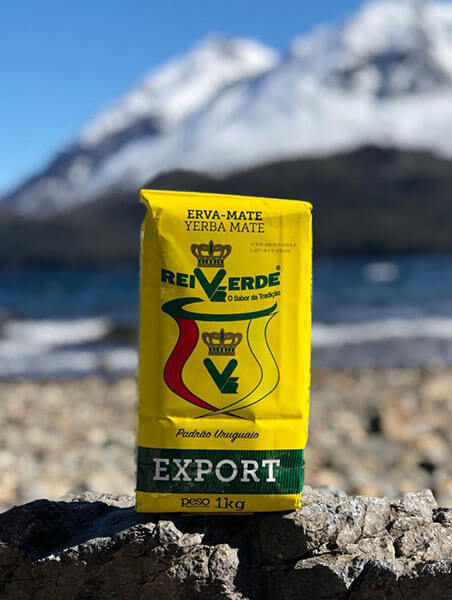 ERVA-MATE
YERBA MATE
REI VERDE®
O Sabor da Tradição
Padrão Uruguaio
EXPORT
peso 1kg